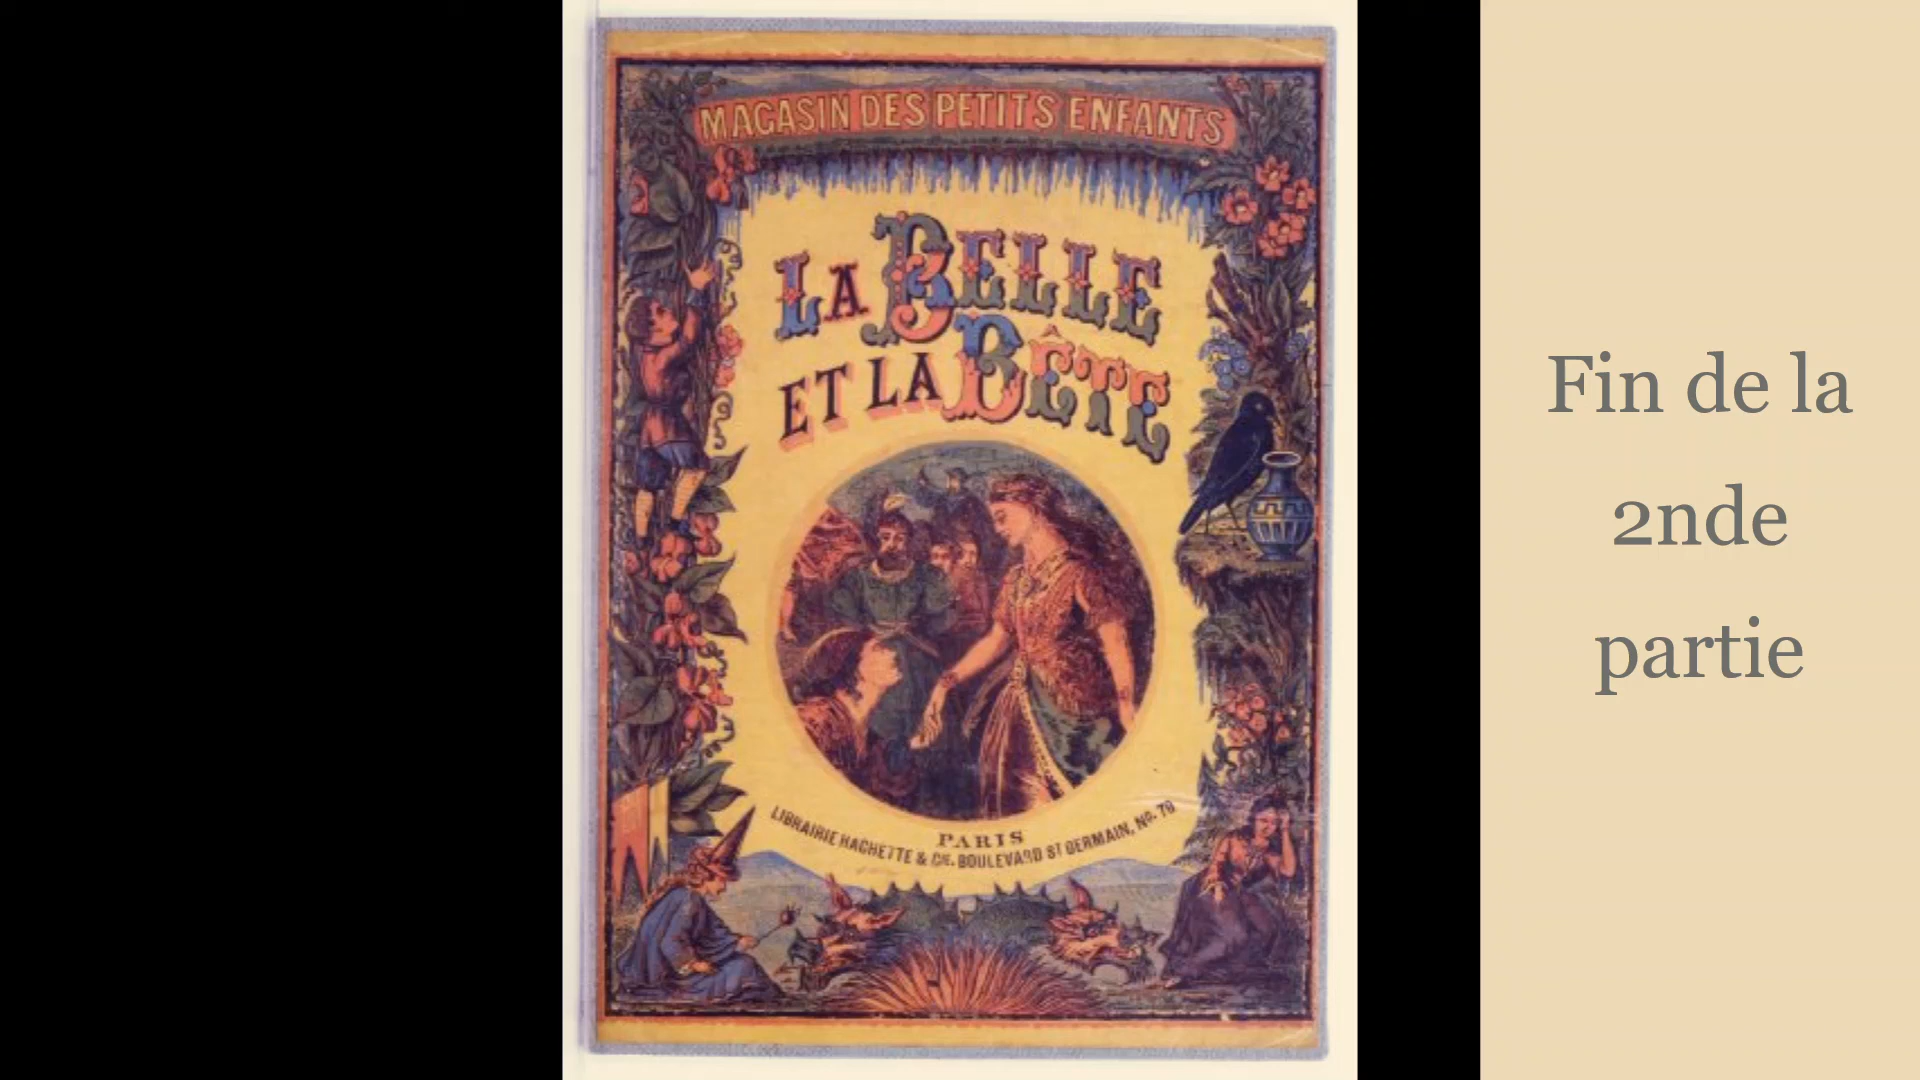 MAGASIN DES PETITS ENFANTS
LA BELLE
ET LA BÊTE
PARIS
LIBRAIRIE HACHETTE & CIE. BOULEVARD ST GERMAIN, NO. 79
Fin de la
2nde
partie